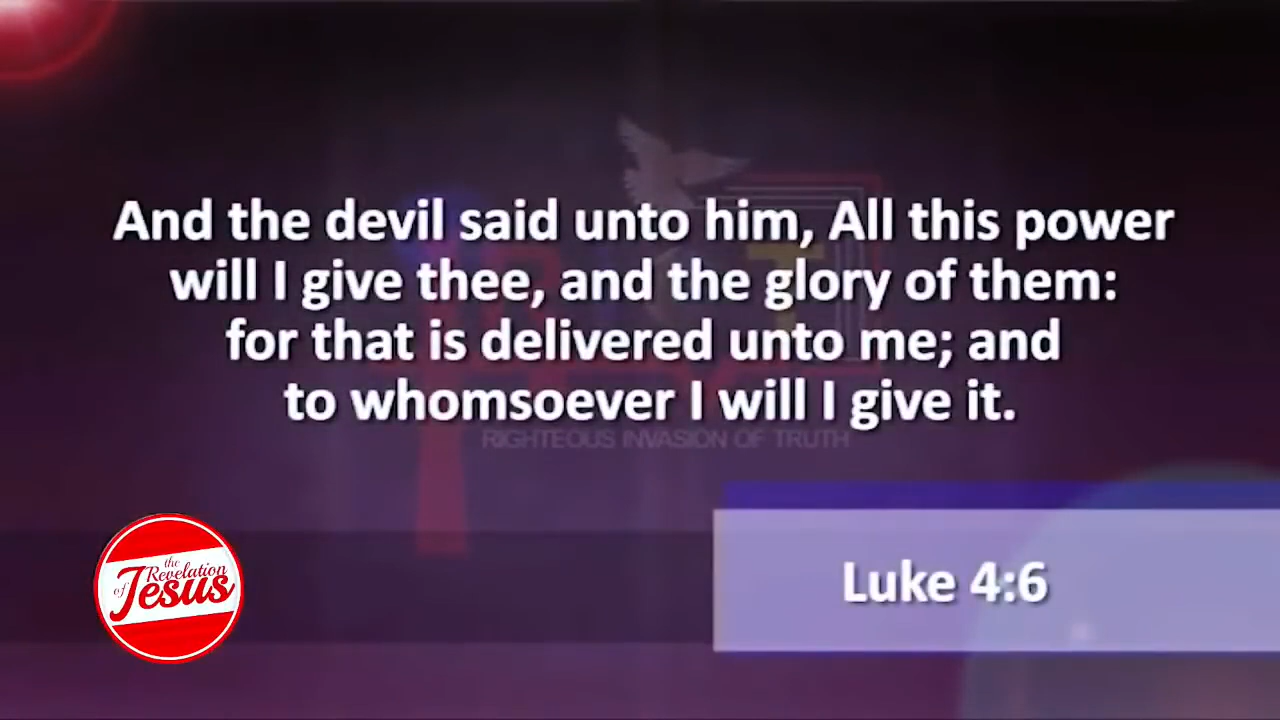 And the devil said unto him, All this power
will I give thee, and the glory of them:
for that is delivered unto me; and
to whomsoever I will I give it.
RIGHTEOUS INVASION OF TRUTH
Luke 4:6
the
Revelation
of
Jesus